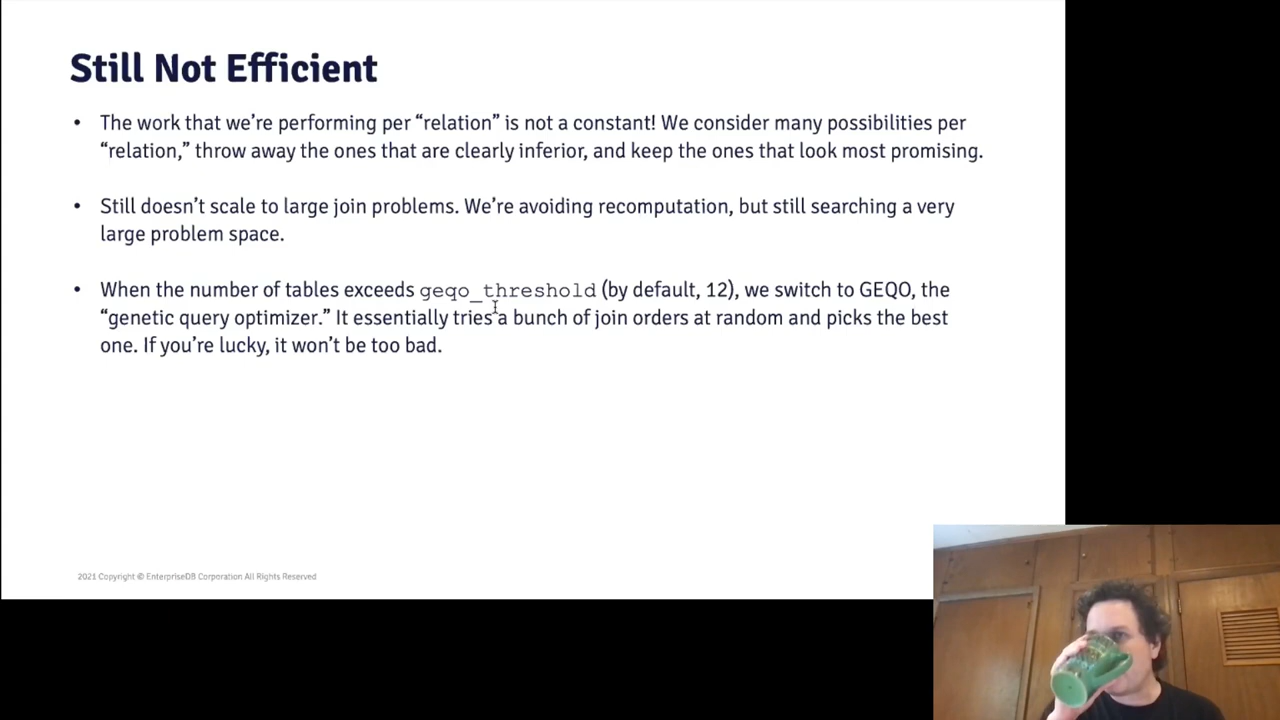 Still Not Efficient
• The work that we’re performing per “relation” is not a constant! We consider many possibilities per
“relation,” throw away the ones that are clearly inferior, and keep the ones that look most promising.
• Still doesn’t scale to large join problems. We’re avoiding recomputation, but still searching a very
large problem space.
• When the number of tables exceeds geqo_threshold (by default, 12), we switch to GEQO, the
“genetic query optimizer.” It essentially tries a bunch of join orders at random and picks the best
one. If you’re lucky, it won’t be too bad.
2021 Copyright © EnterpriseDB Corporation All Rights Reserved